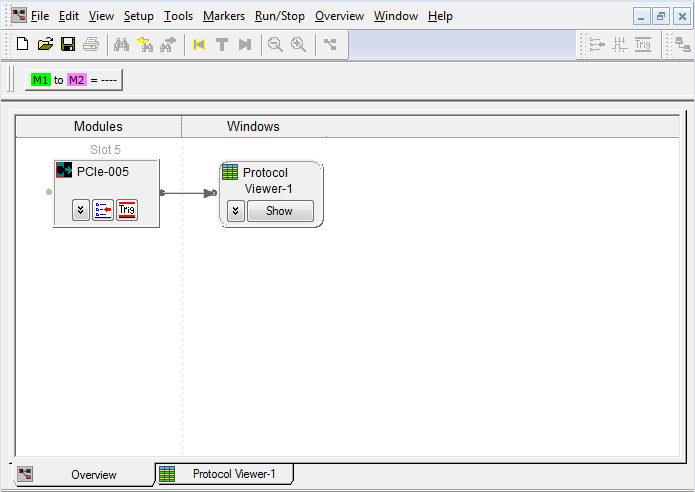 File Edit View Setup Tools Markers Run/Stop Overview Window Help
Trig
M1 to M2 = ----
Modules Windows
Slot 5
PCIe-005
Trig
Protocol
Viewer-1
Show
Overview Protocol Viewer-1